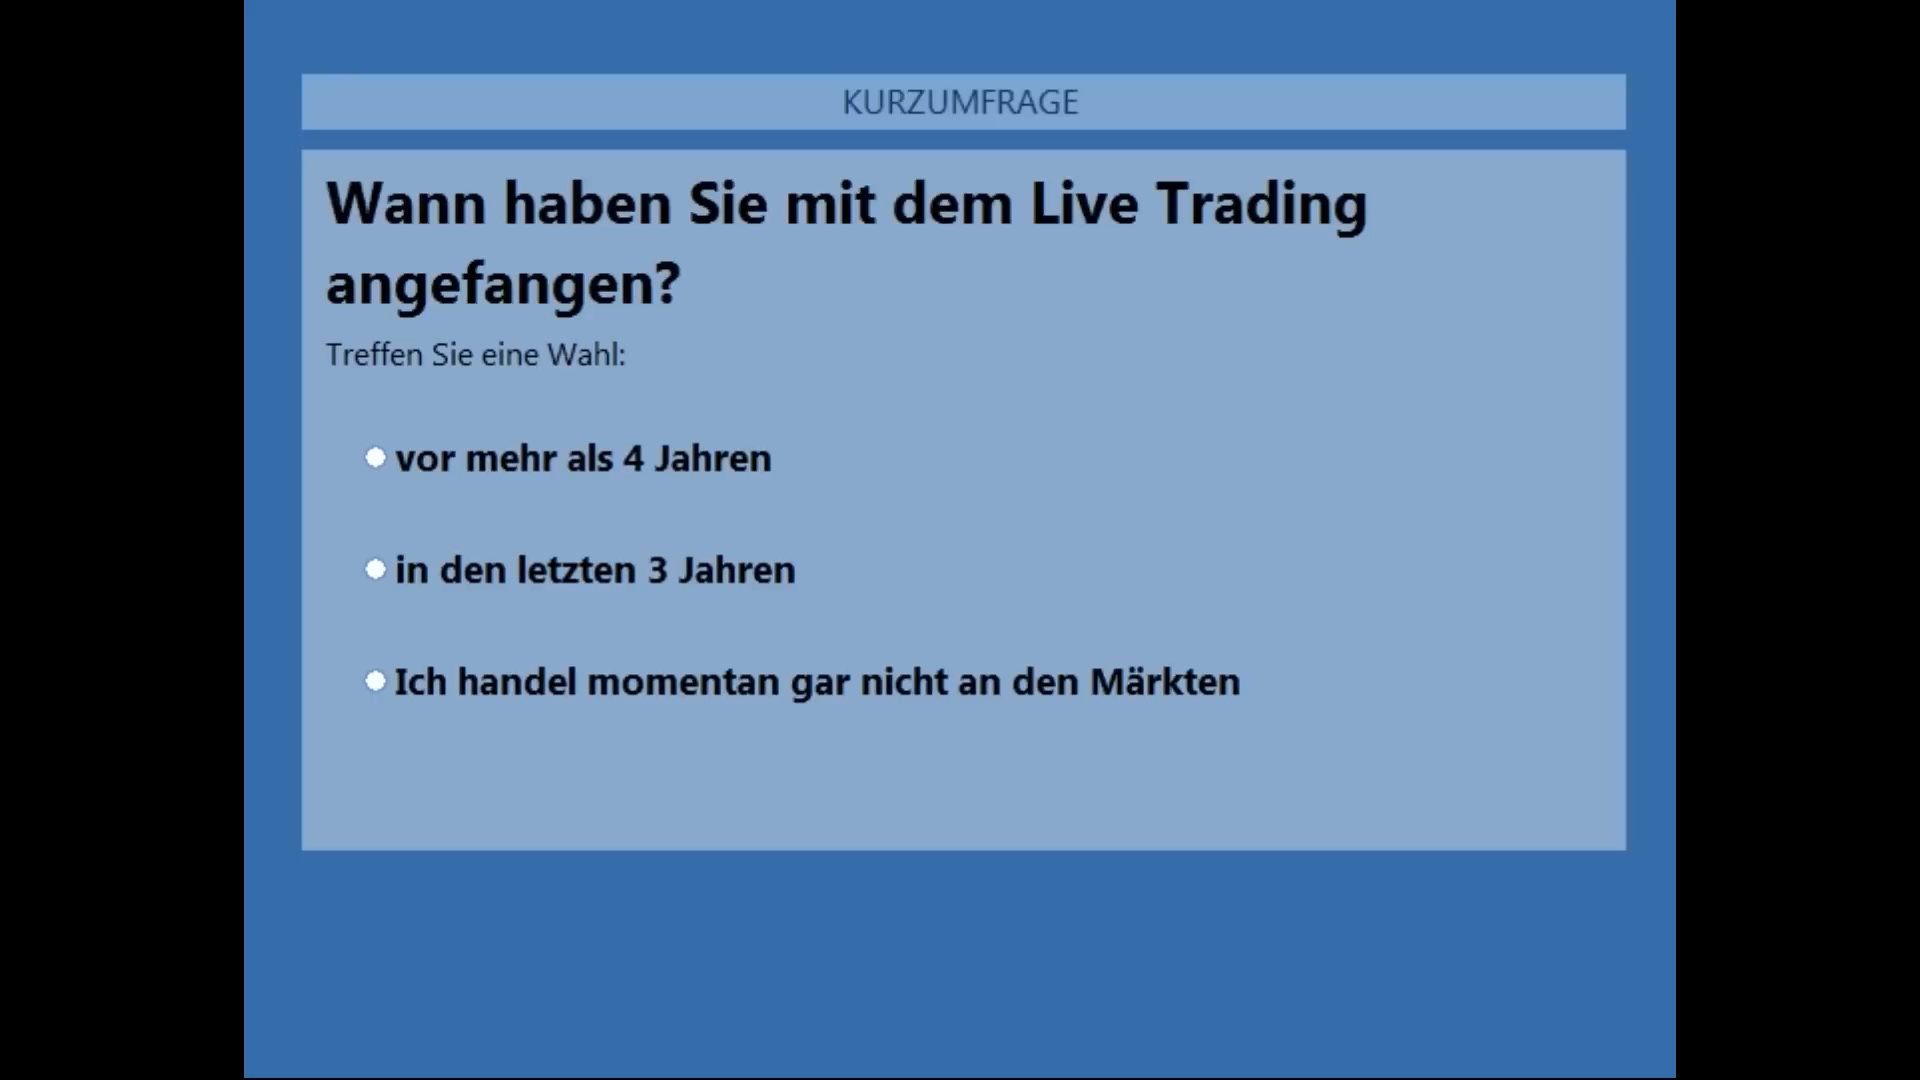 KURZUMFRAGE
Wann haben Sie mit dem Live Trading
angefangen?
Treffen Sie eine Wahl:
vor mehr als 4 Jahren
in den letzten 3 Jahren
Ich handel momentan gar nicht an den Märkten